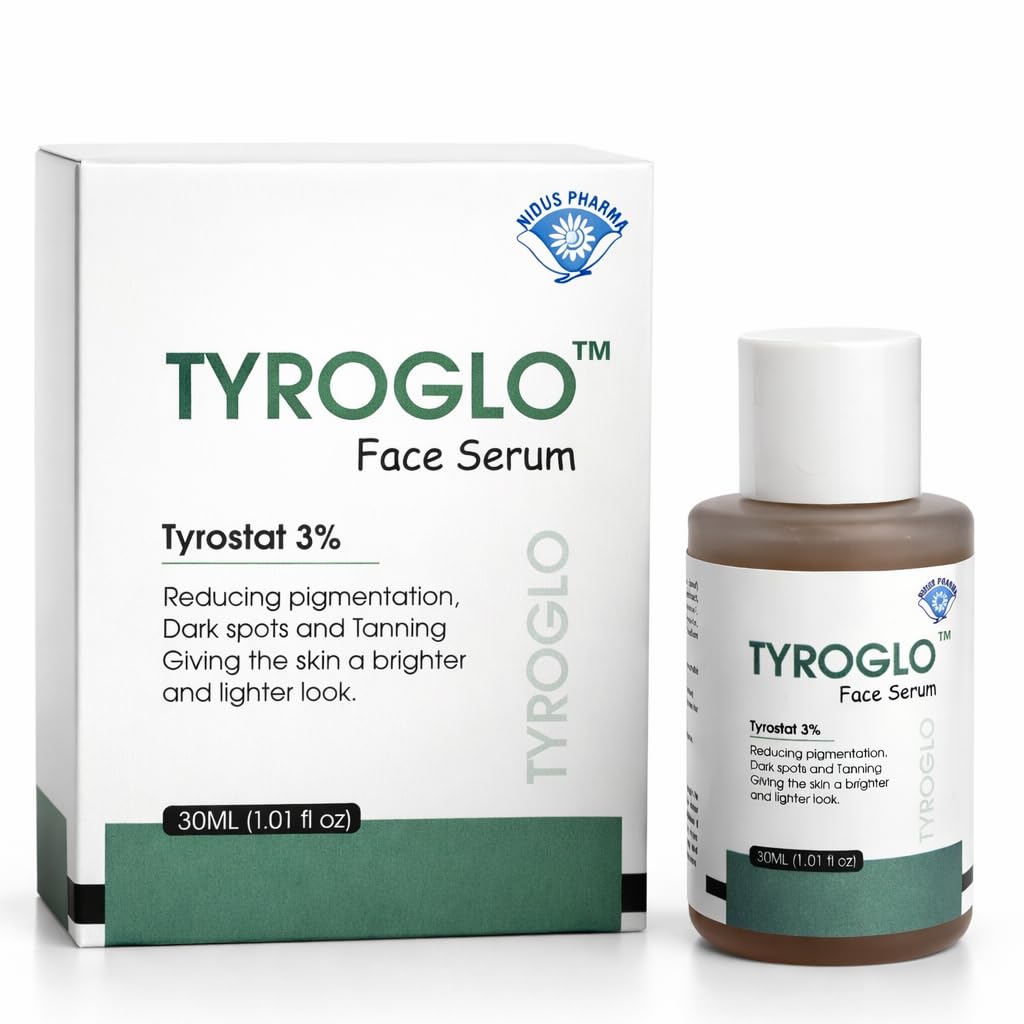 NIDUS PHARMA
TYROGLO™
Face Serum
Tyrostat 3%
Reducing pigmentation,
Dark spots and Tanning
Giving the skin a brighter
and lighter look.
TYROGLO
30ML (1.01 fl oz)
NIDUS PHARMA
TYROGLO™
Face Serum
Tyrostat 3%
Reducing pigmentation,
Dark spots and Tanning
Giving the skin a brighter
and lighter look.
TYROGLO
30ML (1.01 fl oz)